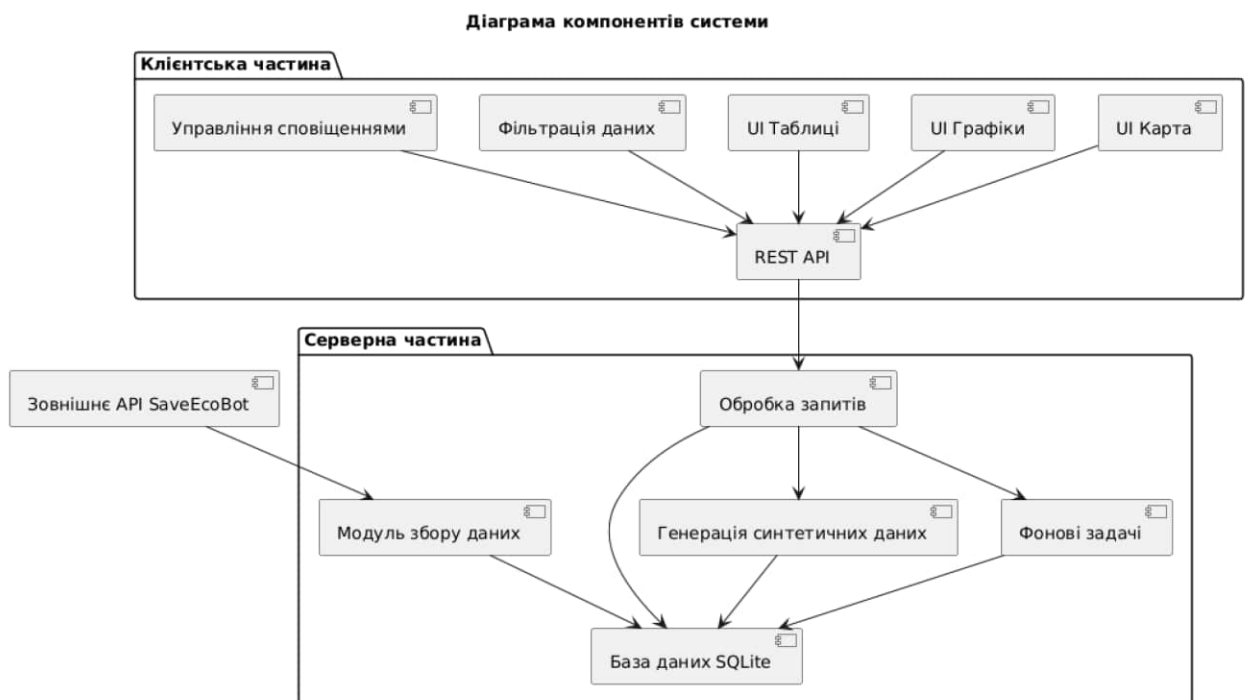 Діаграма компонентів системи
Клієнтська частина
Управління сповіщеннями
Фільтрація даних
UI Таблиці
UI Графіки
UI Карта
REST API
Серверна частина
Зовнішнє API SaveEcoBot
Обробка запитів
Модуль збору даних
Генерація синтетичних даних
Фонові задачі
База даних SQLite